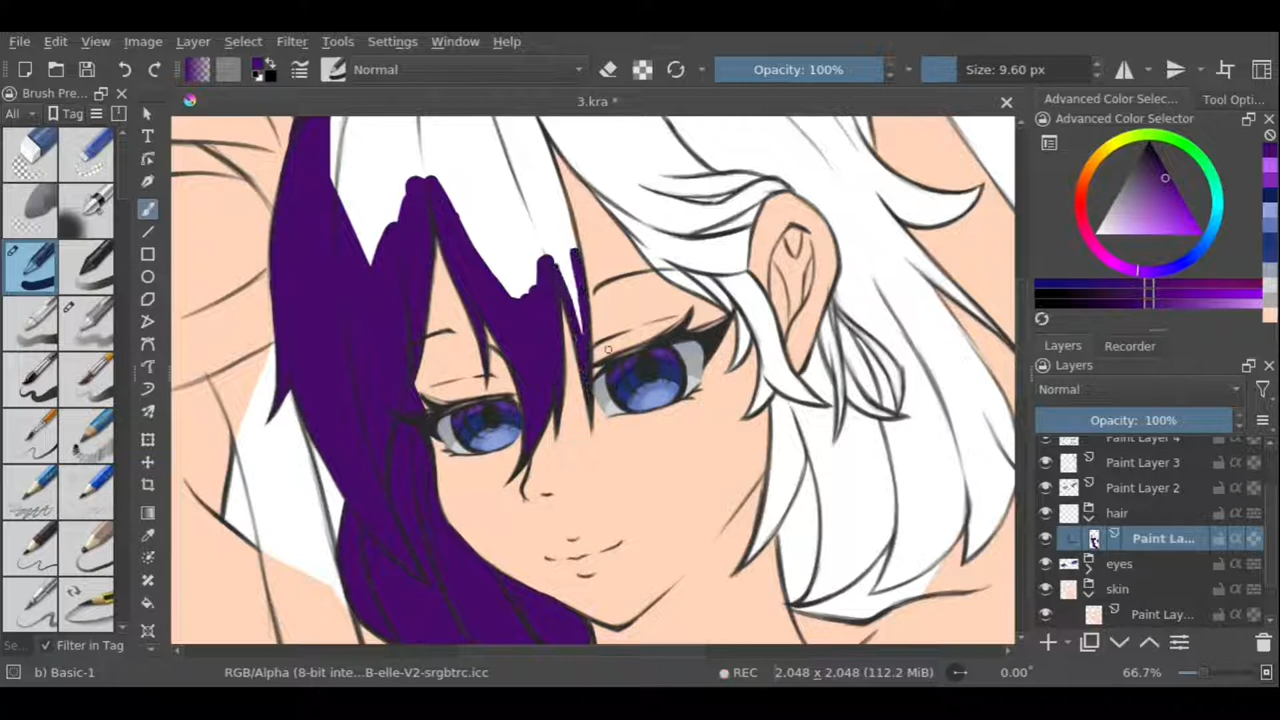 File Edit View Image Layer Select Filter Tools Settings Window Help
Normal Opacity: 100% Size: 9.60 px
Brush Pre... 3.kra * Advanced Color Selec... Tool Opti...
All Tag Advanced Color Selector
Layers Recorder
Layers
Normal
Opacity: 100%
Paint Layer 4
Paint Layer 3
Paint Layer 2
hair
Paint La...
eyes
skin
Paint Lay...
Se... Filter in Tag
b) Basic-1 RGB/Alpha (8-bit inte...B-elle-V2-srgbtrc.icc REC 2.048 x 2.048 (112.2 MiB) 0.00° 66.7%